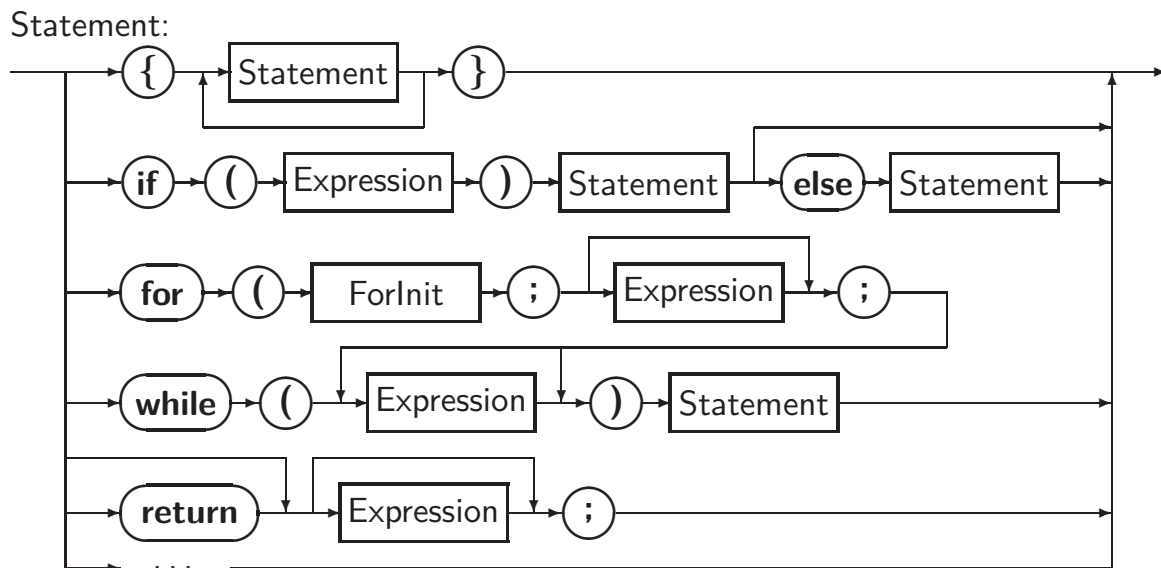 Statement:
{ Statement }
if ( Expression ) Statement else Statement
for ( ForInit ; Expression ;
while ( Expression ) Statement
return Expression ;